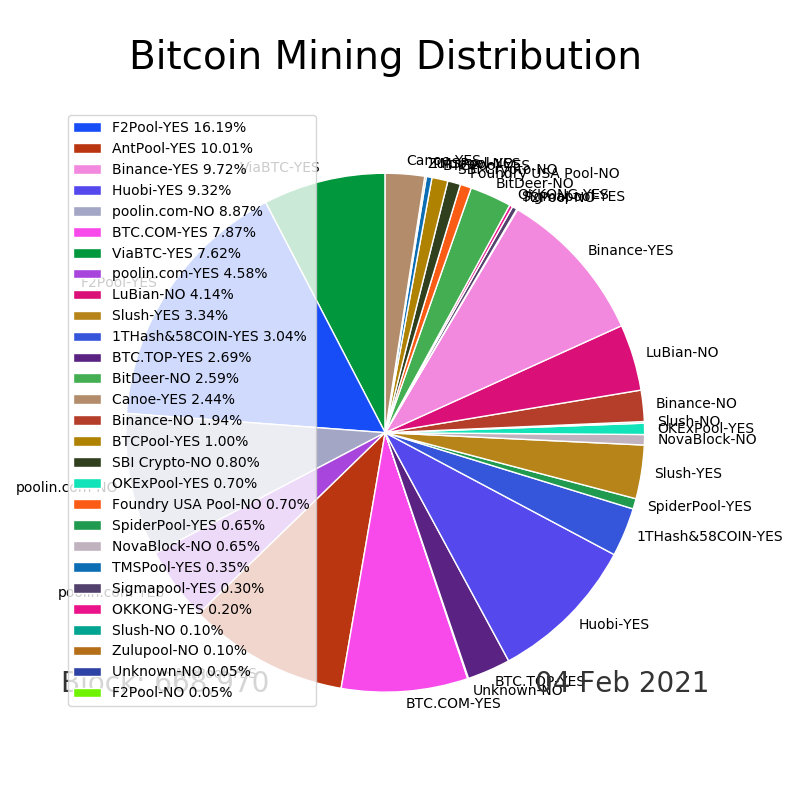 Bitcoin Mining Distribution
F2Pool-YES 16.19%
AntPool-YES 10.01%
Binance-YES 9.72%
Huobi-YES 9.32%
poolin.com-NO 8.87%
BTC.COM-YES 7.87%
ViaBTC-YES 7.62%
poolin.com-YES 4.58%
LuBian-NO 4.14%
Slush-YES 3.34%
1THash&58COIN-YES 3.04%
BTC.TOP-YES 2.69%
BitDeer-NO 2.59%
Canoe-YES 2.44%
Binance-NO 1.94%
BTCPool-YES 1.00%
SBI Crypto-NO 0.80%
OKExPool-YES 0.70%
Foundry USA Pool-NO 0.70%
SpiderPool-YES 0.65%
NovaBlock-NO 0.65%
TMSPool-YES 0.35%
Sigmapool-YES 0.30%
OKKONG-YES 0.20%
Slush-NO 0.10%
Zulupool-NO 0.10%
Unknown-NO 0.05%
F2Pool-NO 0.05%
ViaBTC-YES
F2Pool-YES
poolin.com-NO
Canoe-YES
Foundry USA Pool-NO
BitDeer-NO
OKKONG-YES
Binance-YES
LuBian-NO
Binance-NO
Slush-NO
OKExPool-YES
NovaBlock-NO
Slush-YES
SpiderPool-YES
1THash&58COIN-YES
Huobi-YES
BTC.TOP-YES
Unknown-NO
BTC.COM-YES
Block: 668,970
04 Feb 2021